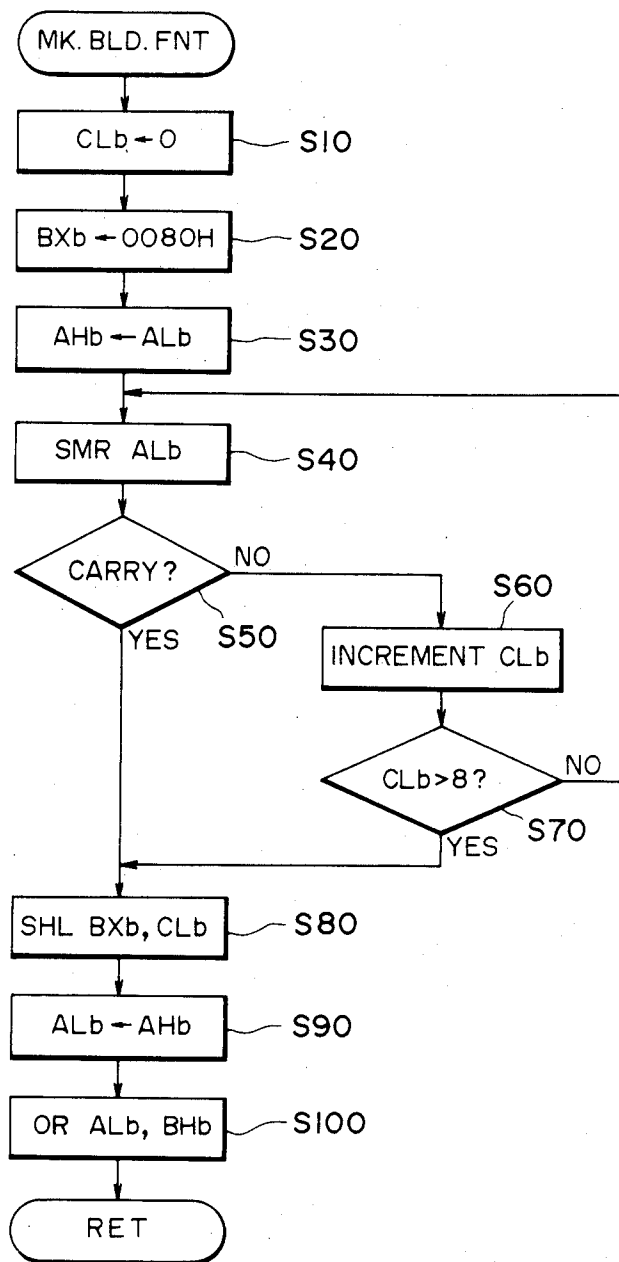 MK. BLD. FNT
CLb ← 0
S10
BXb ← 0080H
S20
AHb ← ALb
S30
SMR ALb
S40
CARRY?
NO
S50
YES
S60
INCREMENT CLb
CLb>8?
NO
S70
YES
SHL BXb, CLb
S80
ALb ← AHb
S90
OR ALb, BHb
S100
RET